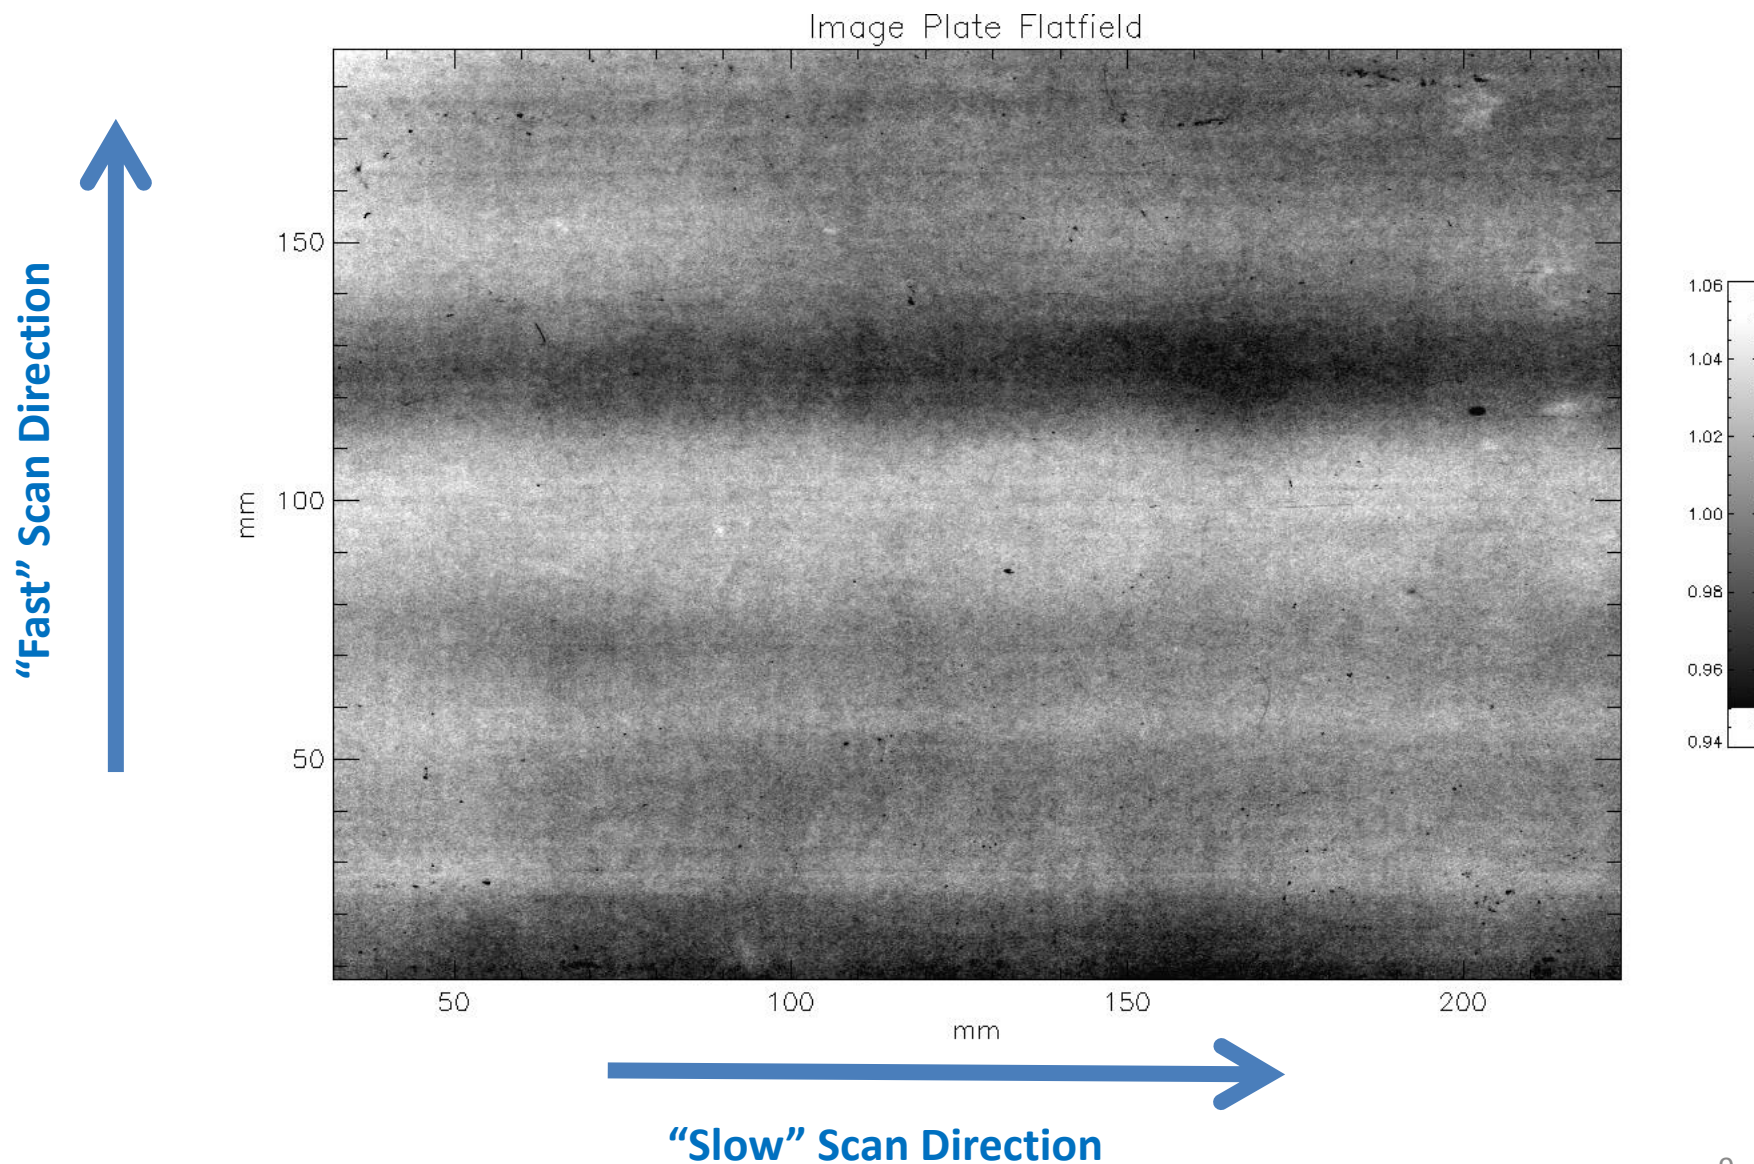 Image Plate Flatfield
“Fast” Scan Direction
mm
150
100
50
50 100 150 200
mm
“Slow” Scan Direction
1.06
1.04
1.02
1.00
0.98
0.96
0.94